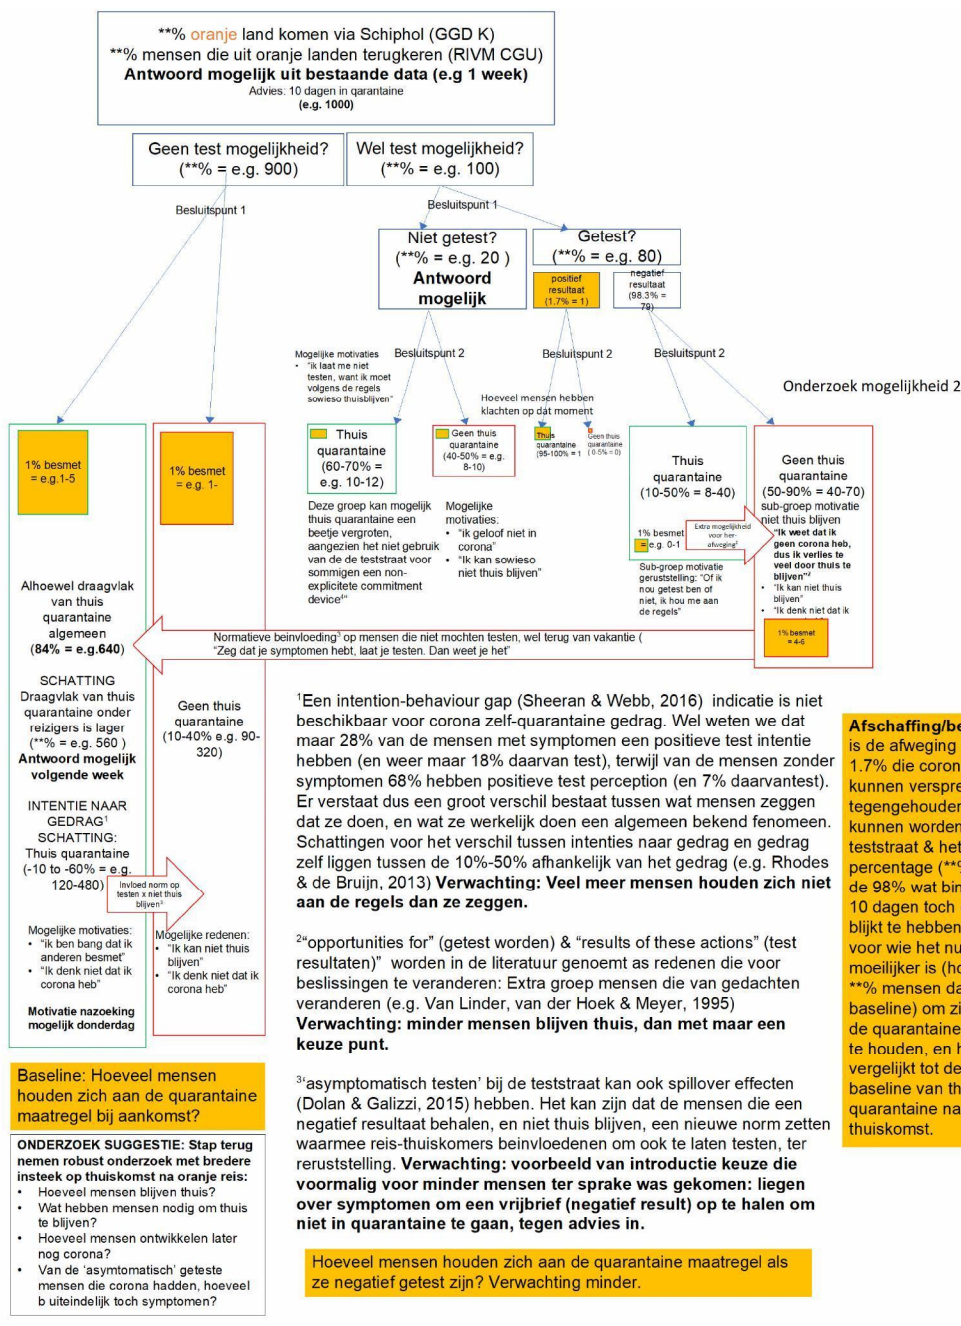 **% oranje land komen via Schiphol (GGD K)
**% mensen die uit oranje landen terugkeren (RIVM CGU)
Antwoord mogelijk uit bestaande data (e.g 1 week)
Advies: 10 dagen in qarantaine
(e.g. 1000)
Geen test mogelijkheid?
(**% = e.g. 900)
Wel test mogelijkheid?
(**% = e.g. 100)
Besluitspunt 1
Besluitspunt 1
Niet getest?
(**% = e.g. 20 )
Antwoord
mogelijk
Getest?
(**% = e.g. 80)
positief
resultaat
(1.7% = 1)
negatief
resultaat
(98.3% =
79)
Mogelijke motivaties
• “ik laat me niet
testen, want ik moet
volgens de regels
sowieso thuisblijven”
Besluitspunt 2
Besluitspunt 2
Besluitspunt 2
Hoeveel mensen hebben
klachten op dat moment
Onderzoek mogelijkheid 2
1% besmet
= e.g.1-5
1% besmet
= e.g. 1-
Thuis
quarantaine
(60-70% =
e.g. 10-12)
Geen thuis
quarantaine
(40-50% = e.g.
8-10)
Thuis
quarantaine
(95-100% = 1
Geen thuis
quarantaine
( 0-5% = 0)
Thuis
quarantaine
(10-50% = 8-40)
1% besmet
= e.g. 0-1
Extra mogelijkheid
voor her-
afweging²
Geen thuis
quarantaine
(50-90% = 40-70)
sub-groep motivatie
niet thuis blijven
“Ik weet dat ik
geen corona heb,
dus ik verlies te
veel door thuis te
blijven”²
• “Ik kan niet thuis
blijven”
• “Ik denk niet dat ik
1% besmet
= 4-6
Deze groep kan mogelijk
thuis quarantaine een
beetje vergroten,
aangezien het niet gebruik
van de de teststraat voor
sommigen een non-
explicitete commitment
device⁴“
Mogelijke
motivaties:
• “ik geloof niet in
corona”
• “Ik kan sowieso
niet thuis blijven”
Sub-groep motivatie
geruststelling: “Of ik
nou getest ben of
niet, ik hou me aan
de regels”
Normatieve beinvloeding³ op mensen die niet mochten testen, wel terug van vakantie (
“Zeg dat je symptomen hebt, laat je testen. Dan weet je het”
Alhoewel draagvlak
van thuis
quarantaine
algemeen
(84% = e.g.640)
SCHATTING
Draagvlak van thuis
quarantaine onder
reizigers is lager
(**% = e.g. 560 )
Antwoord mogelijk
volgende week
INTENTIE NAAR
GEDRAG¹
SCHATTING:
Thuis quarantaine
(-10 to -60% = e.g.
120-480)
Invloed norm op
testen x niet thuis
blijven³
Mogelijke motivaties:
• “ik ben bang dat ik
anderen besmet”
• “Ik denk niet dat ik
corona heb”
Motivatie nazoeking
mogelijk donderdag
Geen thuis
quarantaine
(10-40% e.g. 90-
320)
Mogelijke redenen:
• “Ik kan niet thuis
blijven”
• “Ik denk niet dat ik
corona heb”
Baseline: Hoeveel mensen
houden zich aan de quarantaine
maatregel bij aankomst?
ONDERZOEK SUGGESTIE: Stap terug
nemen robust onderzoek met bredere
insteek op thuiskomst na oranje reis:
• Hoeveel mensen blijven thuis?
• Wat hebben mensen nodig om thuis
te blijven?
• Hoeveel mensen ontwikkelen later
nog corona?
• Van de ‘asymtomatisch’ geteste
mensen die corona hadden, hoeveel
b uiteindelijk toch symptomen?
¹Een intention-behaviour gap (Sheeran & Webb, 2016) indicatie is niet
beschikbaar voor corona zelf-quarantaine gedrag. Wel weten we dat
maar 28% van de mensen met symptomen een positieve test intentie
hebben (en weer maar 18% daarvan test), terwijl van de mensen zonder
symptomen 68% hebben positieve test perception (en 7% daarvantest).
Er verstaat dus een groot verschil bestaat tussen wat mensen zeggen
dat ze doen, en wat ze werkelijk doen een algemeen bekend fenomeen.
Schattingen voor het verschil tussen intenties naar gedrag en gedrag
zelf liggen tussen de 10%-50% afhankelijk van het gedrag (e.g. Rhodes
& de Bruijn, 2013) Verwachting: Veel meer mensen houden zich niet
aan de regels dan ze zeggen.
²“opportunities for” (getest worden) & “results of these actions” (test
resultaten)” worden in de literatuur genoemt as redenen die voor
beslissingen te veranderen: Extra groep mensen die van gedachten
veranderen (e.g. Van Linder, van der Hoek & Meyer, 1995)
Verwachting: minder mensen blijven thuis, dan met maar een
keuze punt.
³‘asymptomatisch testen’ bij de teststraat kan ook spillover effecten
(Dolan & Galizzi, 2015) hebben. Het kan zijn dat de mensen die een
negatief resultaat behalen, en niet thuis blijven, een nieuwe norm zetten
waarmee reis-thuiskomers beinvloedenen om ook te laten testen, ter
reruststelling. Verwachting: voorbeeld van introductie keuze die
voormalig voor minder mensen ter sprake was gekomen: liegen
over symptomen om een vrijbrief (negatief result) op te halen om
niet in quarantaine te gaan, tegen advies in.
Hoeveel mensen houden zich aan de quarantaine maatregel als
ze negatief getest zijn? Verwachting minder.
Afschaffing/be
is de afweging
1.7% die coron
kunnen verspre
tegengehouder
kunnen worden
teststraat & het
percentage (**%
de 98% wat bin
10 dagen toch
blijkt te hebben
voor wie het nu
moeilijker is (ho
**% mensen da
baseline) om zi
de quarantaine
te houden, en h
vergelijkt tot de
baseline van th
quarantaine na
thuiskomst.